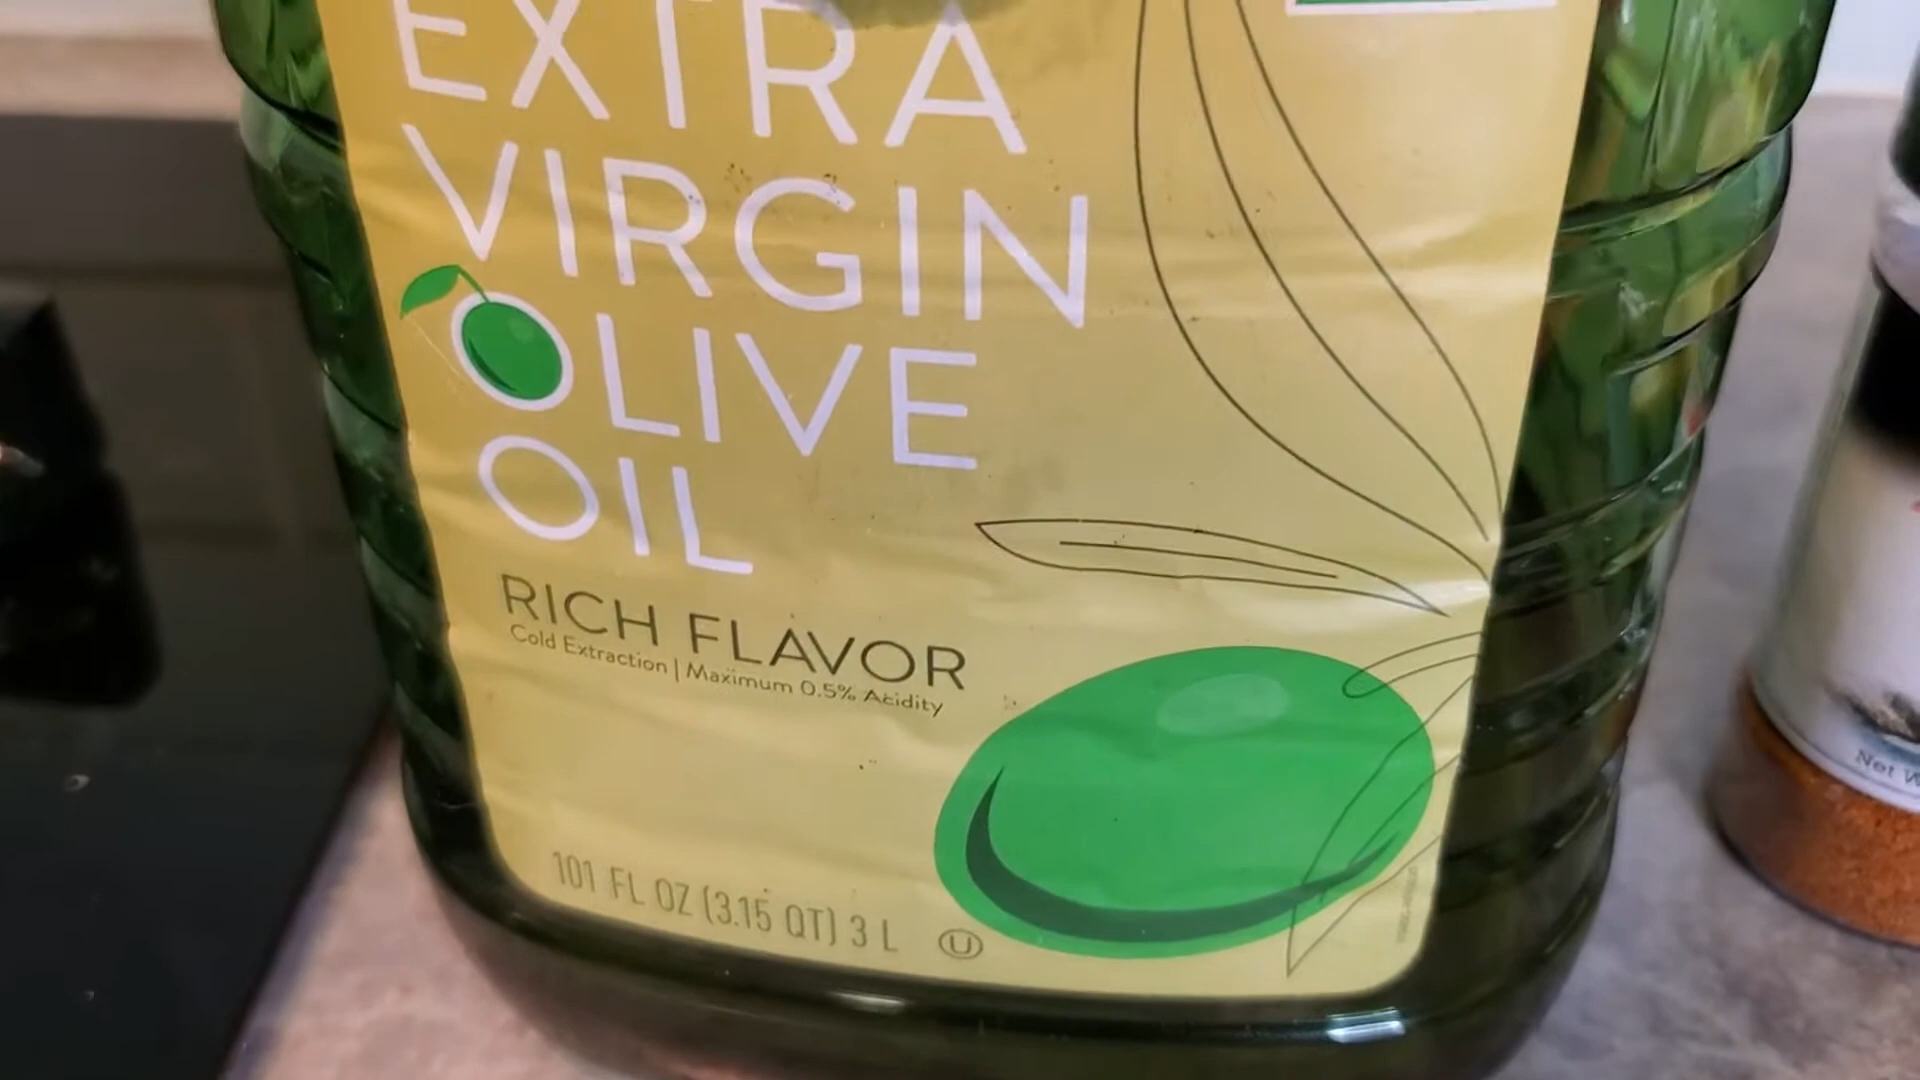 EXTRA
VIRGIN
OLIVE
OIL
RICH FLAVOR
Cold Extraction | Maximum 0.5% Acidity
101 FL OZ (3.15 QT) 3 L
U
Net